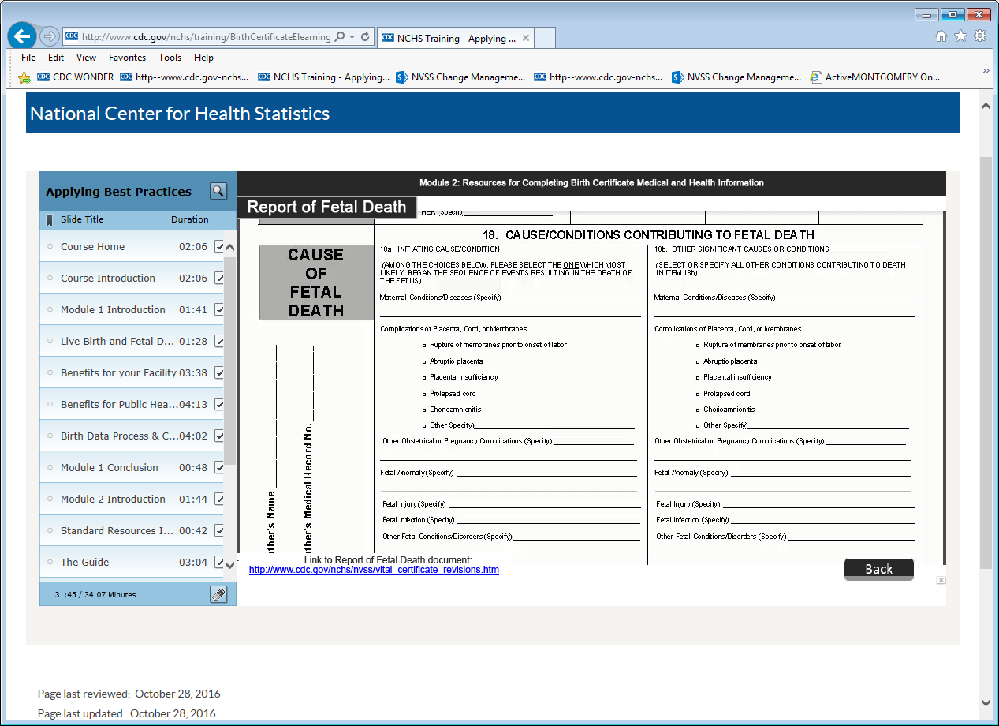 http://www.cdc.gov/nchs/training/BirthCertificateElearning
CDC NCHS Training - Applying ...
File Edit View Favorites Tools Help
CDC CDC WONDER CDC http--www.cdc.gov-nchs... CDC NCHS Training - Applying... NVSS Change Manageme... CDC http--www.cdc.gov-nchs... NVSS Change Manageme... ActiveMONTGOMERY On...
National Center for Health Statistics
Applying Best Practices
Slide Title Duration
Course Home 02:06
Course Introduction 02:06
Module 1 Introduction 01:41
Live Birth and Fetal D... 01:28
Benefits for your Facility 03:38
Benefits for Public Hea... 04:13
Birth Data Process & C... 04:02
Module 1 Conclusion 00:48
Module 2 Introduction 01:44
Standard Resources I... 00:42
The Guide 03:04
31:45 / 34:07 Minutes
Module 2: Resources for Completing Birth Certificate Medical and Health Information
Report of Fetal Death
18. CAUSE/CONDITIONS CONTRIBUTING TO FETAL DEATH
CAUSE
OF
FETAL
DEATH
18a. INITIATING CAUSE/CONDITION
(AMONG THE CHOICES BELOW, PLEASE SELECT THE ONE WHICH MOST
LIKELY BEGAN THE SEQUENCE OF EVENTS RESULTING IN THE DEATH OF
THE FETUS)
Maternal Conditions/Diseases (Specify)
Complications of Placenta, Cord, or Membranes
Rupture of membranes prior to onset of labor
Abruptio placenta
Placental insufficiency
Prolapsed cord
Chorioamnionitis
Other Specify)
Other Obstetrical or Pregnancy Complications (Specify)
Fetal Anomaly (Specify)
Fetal Injury (Specify)
Fetal Infection (Specify)
Other Fetal Conditions/Disorders (Specify)
18b. OTHER SIGNIFICANT CAUSES OR CONDITIONS
(SELECT OR SPECIFY ALL OTHER CONDITIONS CONTRIBUTING TO DEATH
IN ITEM 18b)
Maternal Conditions/Diseases (Specify)
Complications of Placenta, Cord, or Membranes
Rupture of membranes prior to onset of labor
Abruptio placenta
Placental insufficiency
Prolapsed cord
Chorioamnionitis
Other Specify)
Other Obstetrical or Pregnancy Complications (Specify)
Fetal Anomaly (Specify)
Fetal Injury (Specify)
Fetal Infection (Specify)
Other Fetal Conditions/Disorders (Specify)
ther's Name
ther's Medical Record No.
Link to Report of Fetal Death document:
http://www.cdc.gov/nchs/nvss/vital_certificate_revisions.htm
Back
Page last reviewed: October 28, 2016
Page last updated: October 28, 2016